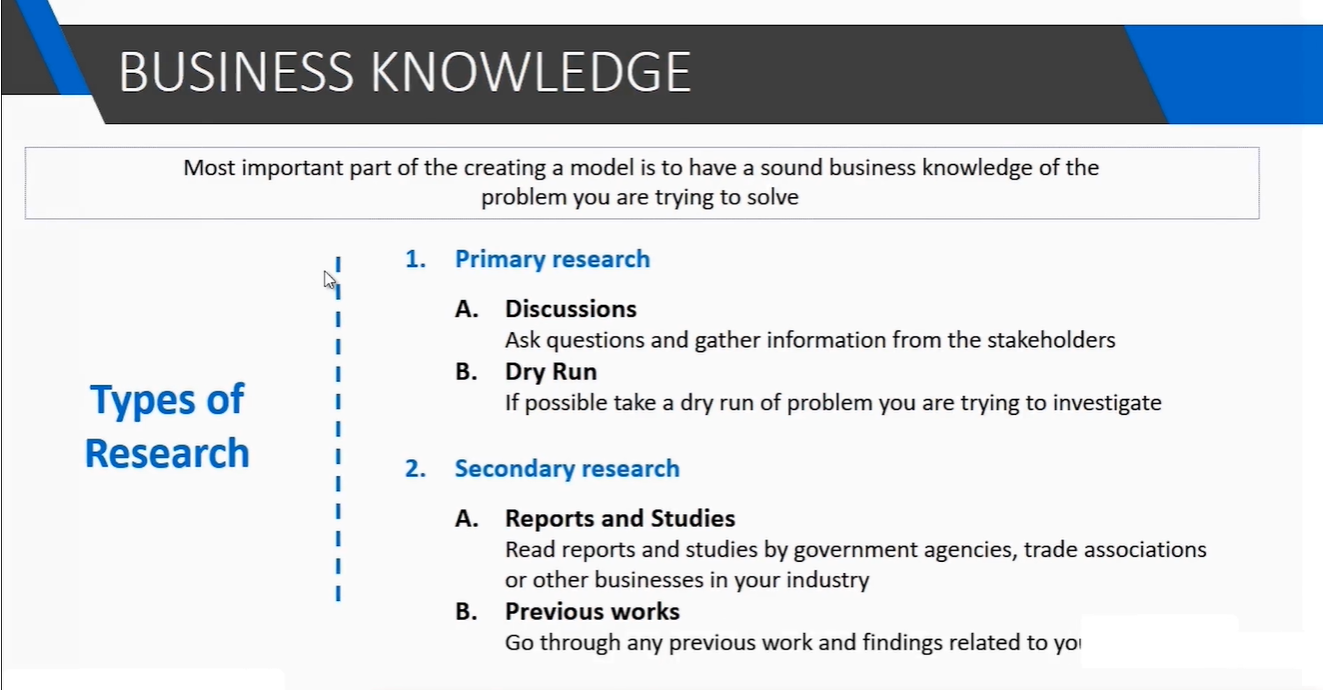 BUSINESS KNOWLEDGE
Most important part of the creating a model is to have a sound business knowledge of the
problem you are trying to solve
Types of
Research
1. Primary research
A. Discussions
Ask questions and gather information from the stakeholders
B. Dry Run
If possible take a dry run of problem you are trying to investigate
2. Secondary research
A. Reports and Studies
Read reports and studies by government agencies, trade associations
or other businesses in your industry
B. Previous works
Go through any previous work and findings related to